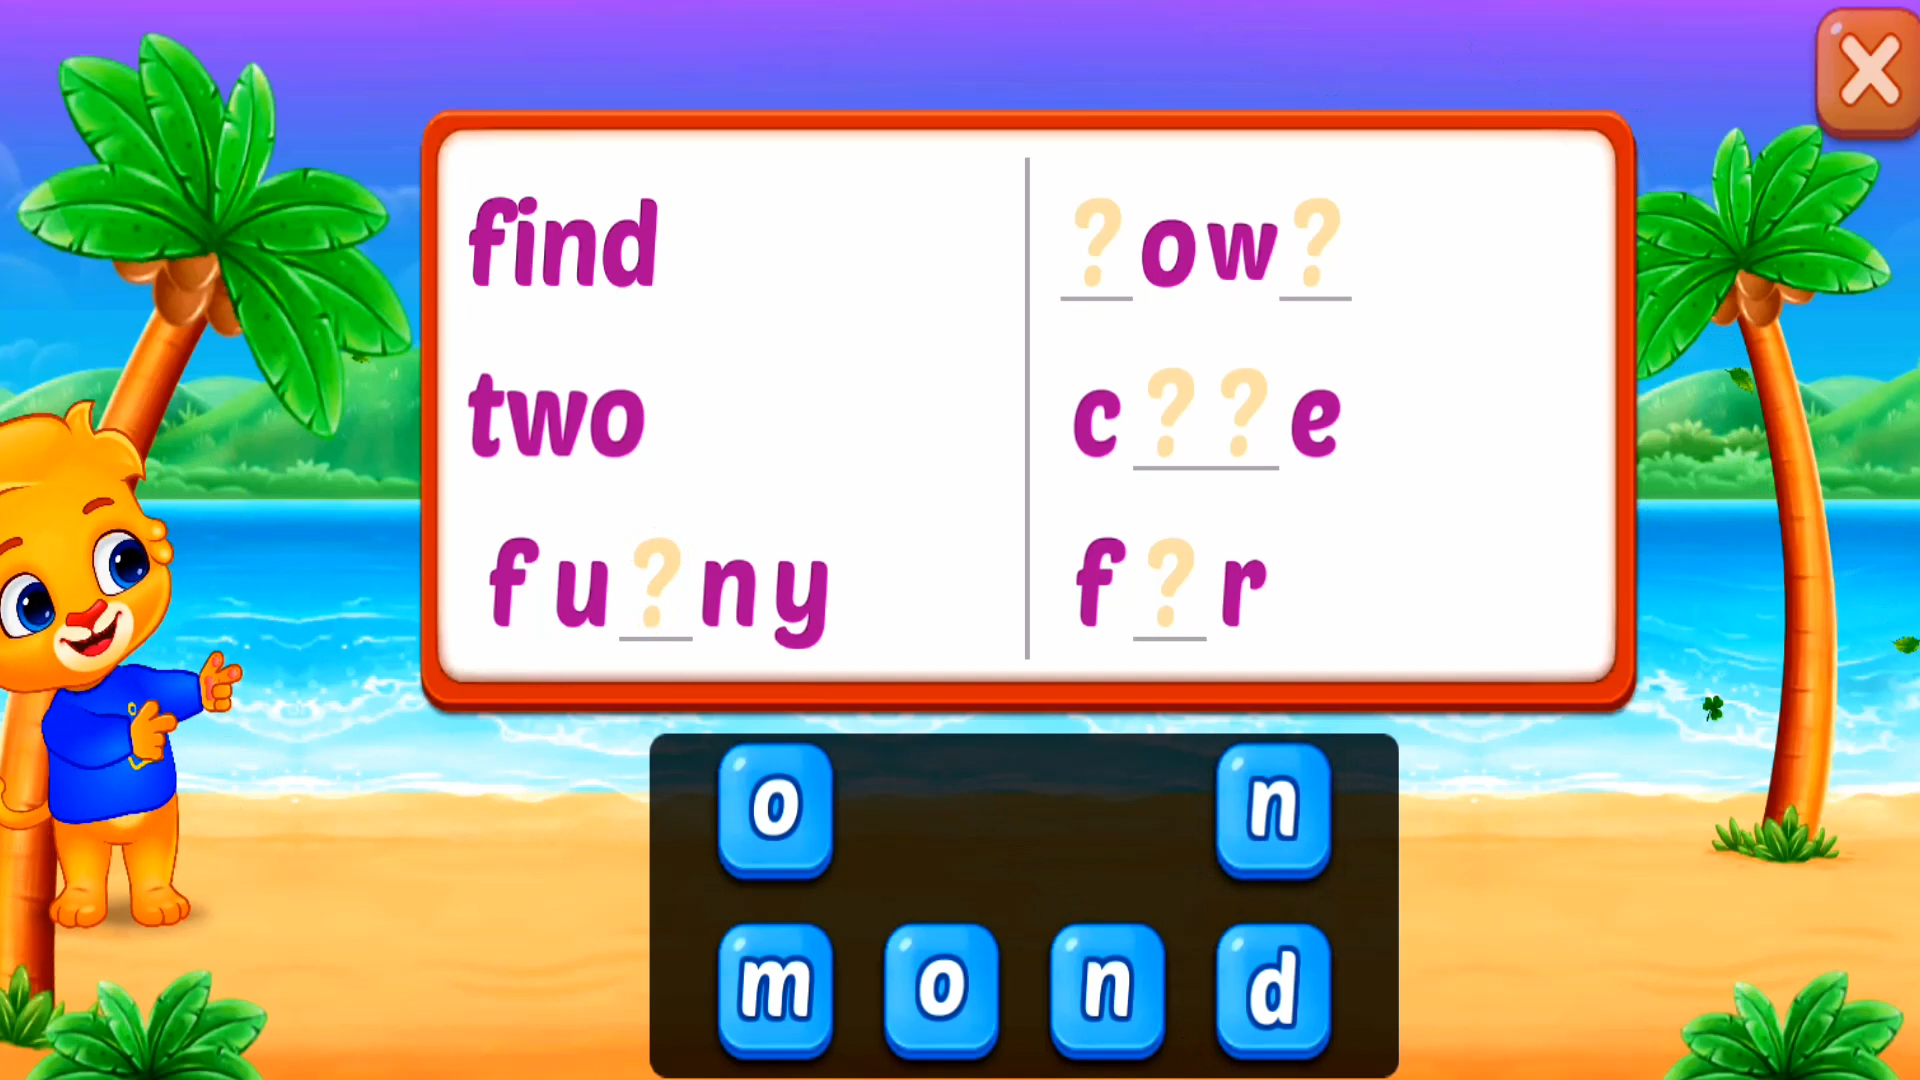 find
two
fu?ny
?ow?
c??e
f?r
o n
m o n d